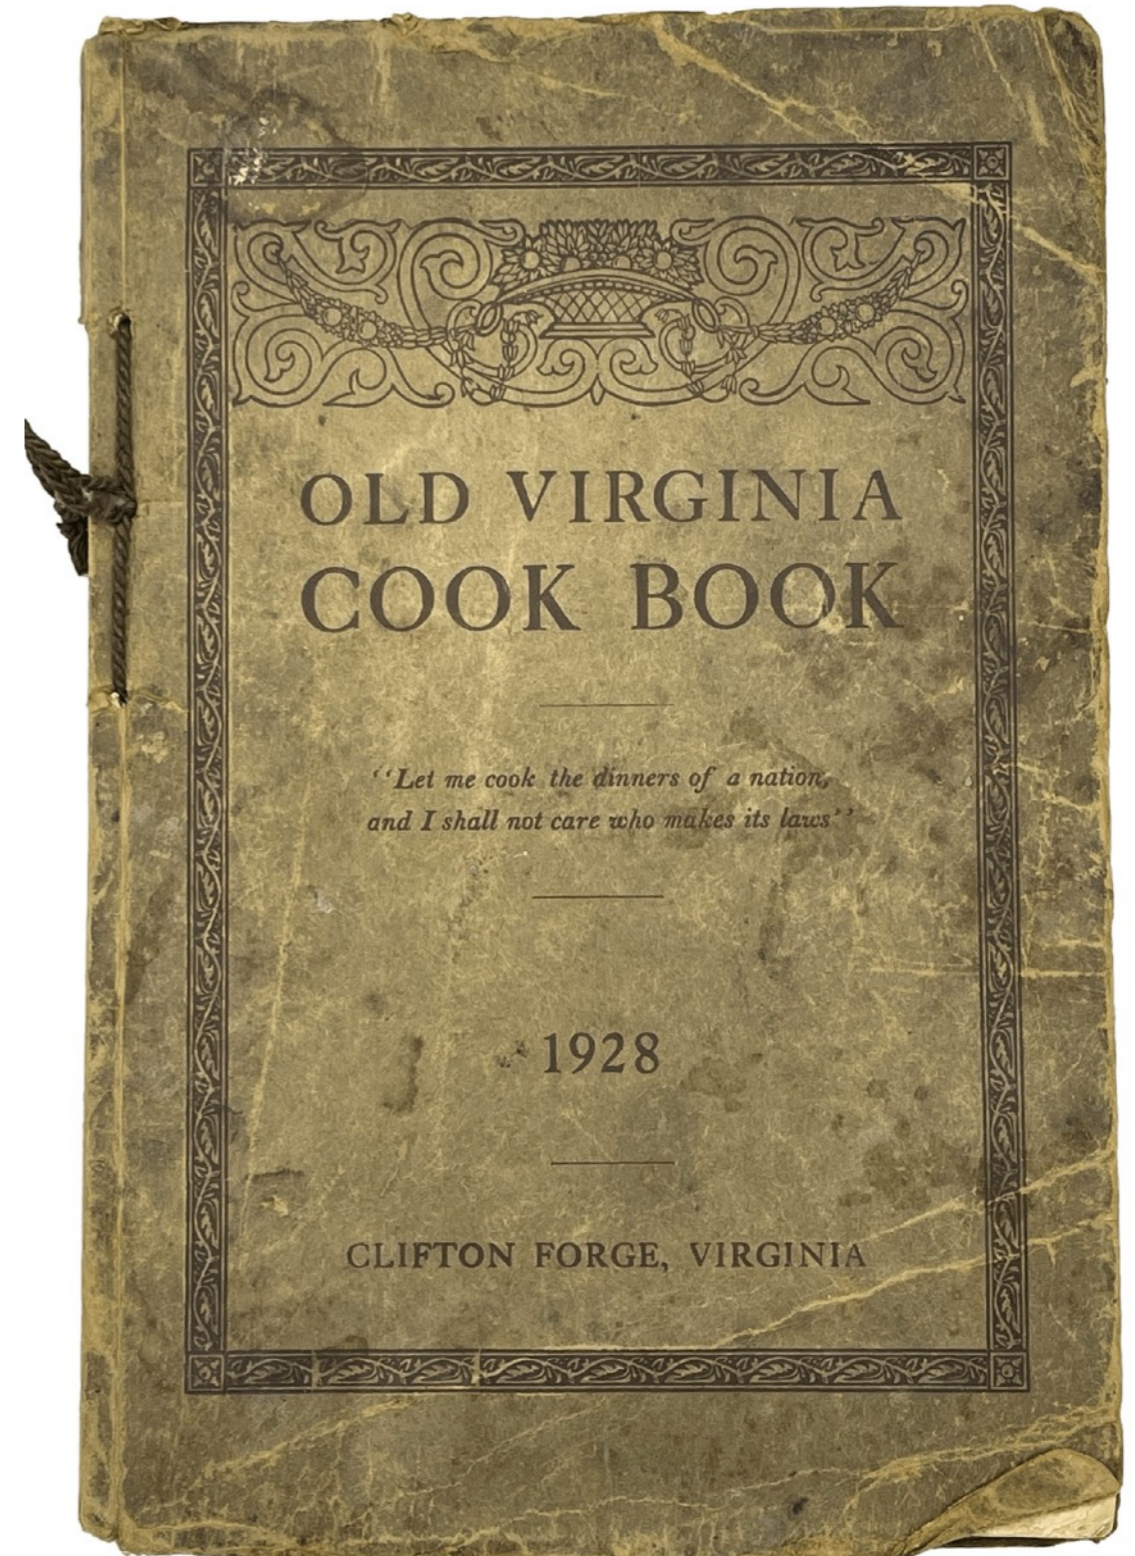 OLD VIRGINIA
COOK BOOK
‘‘Let me cook the dinners of a nation,
and I shall not care who makes its laws’’
1928
CLIFTON FORGE, VIRGINIA